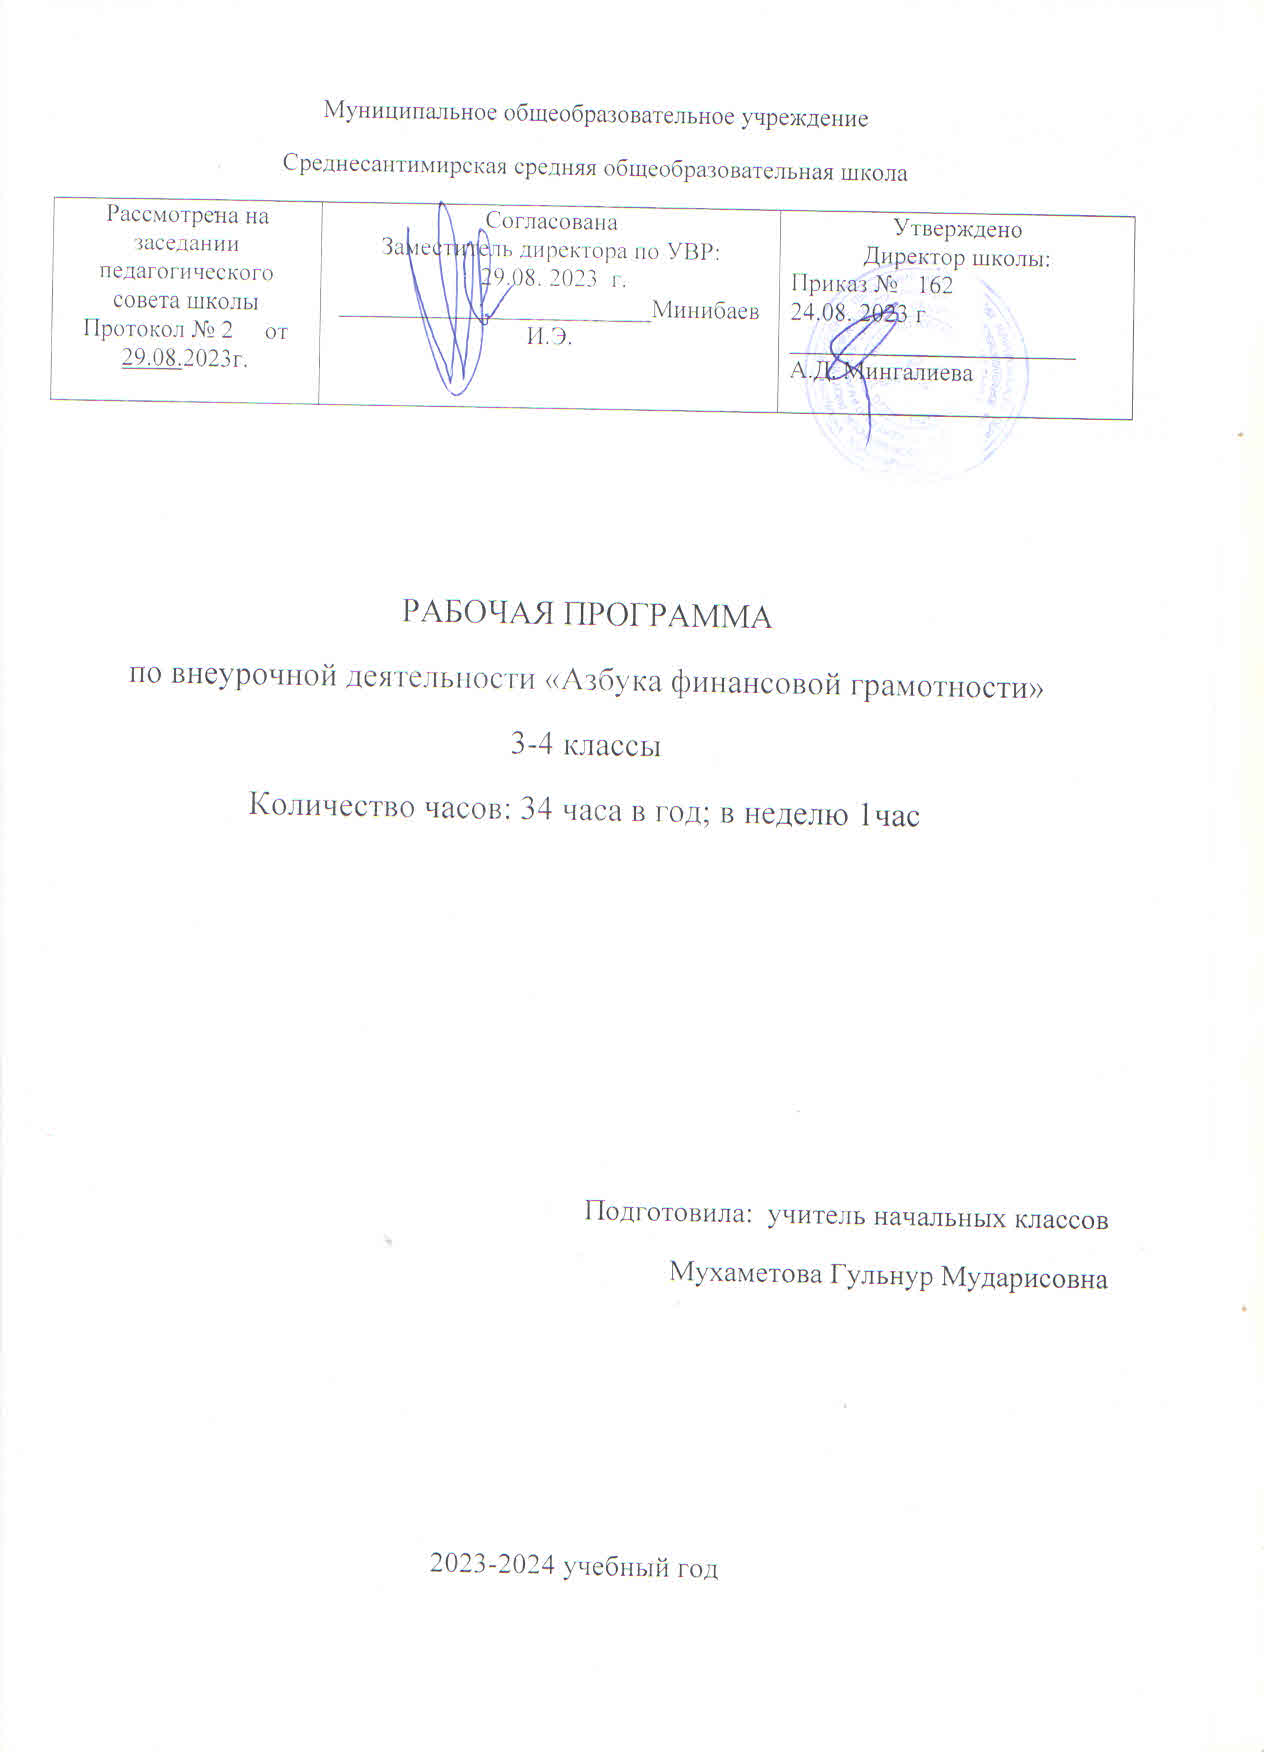 Муниципальное общеобразовательное учреждение
Среднесантимирская средняя общеобразовательная школа
Рассмотрена на
заседании
педагогического
совета школы
Протокол № 2 от
29.08.2023г.
Согласована
Заместитель директора по УВР:
29.08. 2023 г.
____________________Минибаев
И.Э.
Утверждено
Директор школы:
Приказ № 162
24.08. 2023 г
____________________
А.Д. Мингалиева
РАБОЧАЯ ПРОГРАММА
по внеурочной деятельности «Азбука финансовой грамотности»
3-4 классы
Количество часов: 34 часа в год; в неделю 1час
Подготовила: учитель начальных классов
Мухаметова Гульнур Мударисовна
2023-2024 учебный год